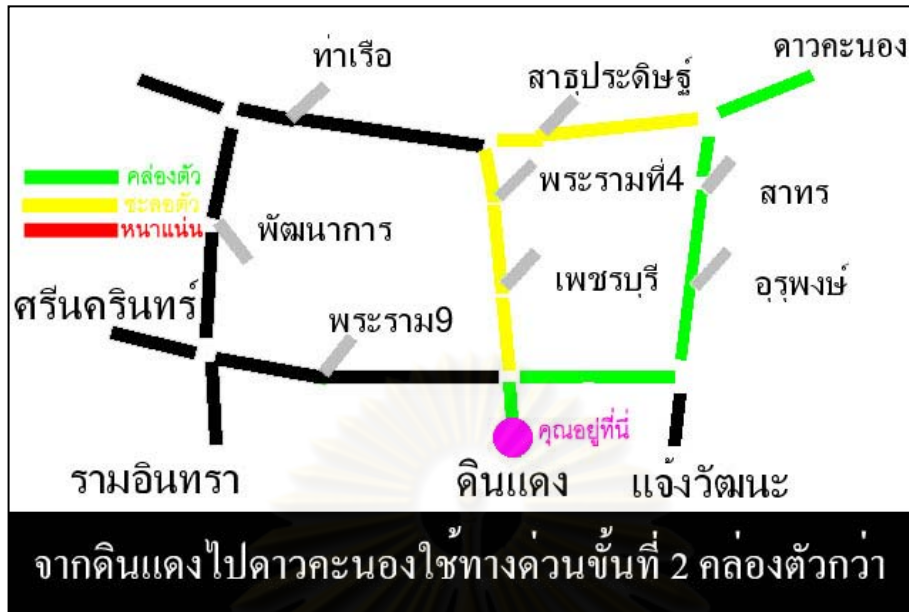 ดาวคะนอง
ท่าเรือ
สาธุประดิษฐ์
คล่องตัว
ชะลอตัว
หนาแน่น
พระรามที่4
สาทร
พัฒนาการ
เพชรบุรี
อุรุพงษ์
ศรีนครินทร์
พระราม9
คุณอยู่ที่นี่
รามอินทรา
ดินแดง
แจ้งวัฒนะ
จากดินแดงไปดาวคะนองใช้ทางด่วนขั้นที่ 2 คล่องตัวกว่า